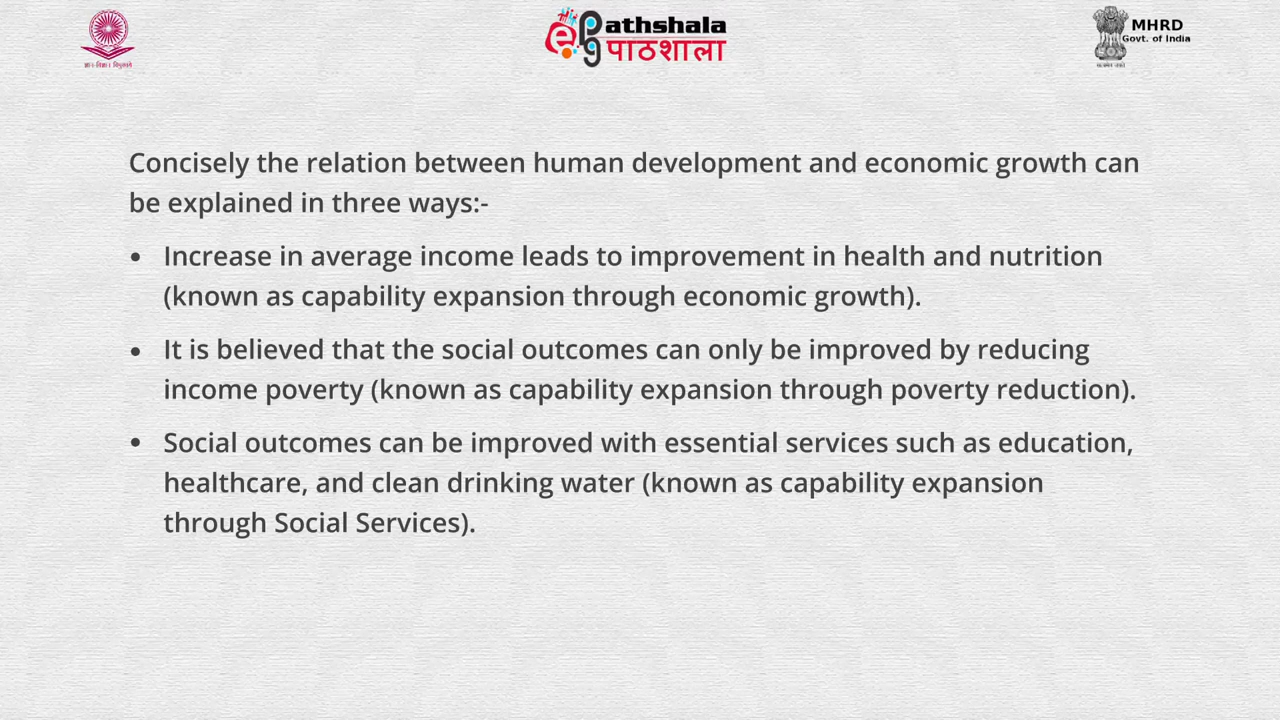 ePG Pathshala
पाठशाला
MHRD
Govt. of India
Concisely the relation between human development and economic growth can
be explained in three ways:-
• Increase in average income leads to improvement in health and nutrition
(known as capability expansion through economic growth).
• It is believed that the social outcomes can only be improved by reducing
income poverty (known as capability expansion through poverty reduction).
• Social outcomes can be improved with essential services such as education,
healthcare, and clean drinking water (known as capability expansion
through Social Services).